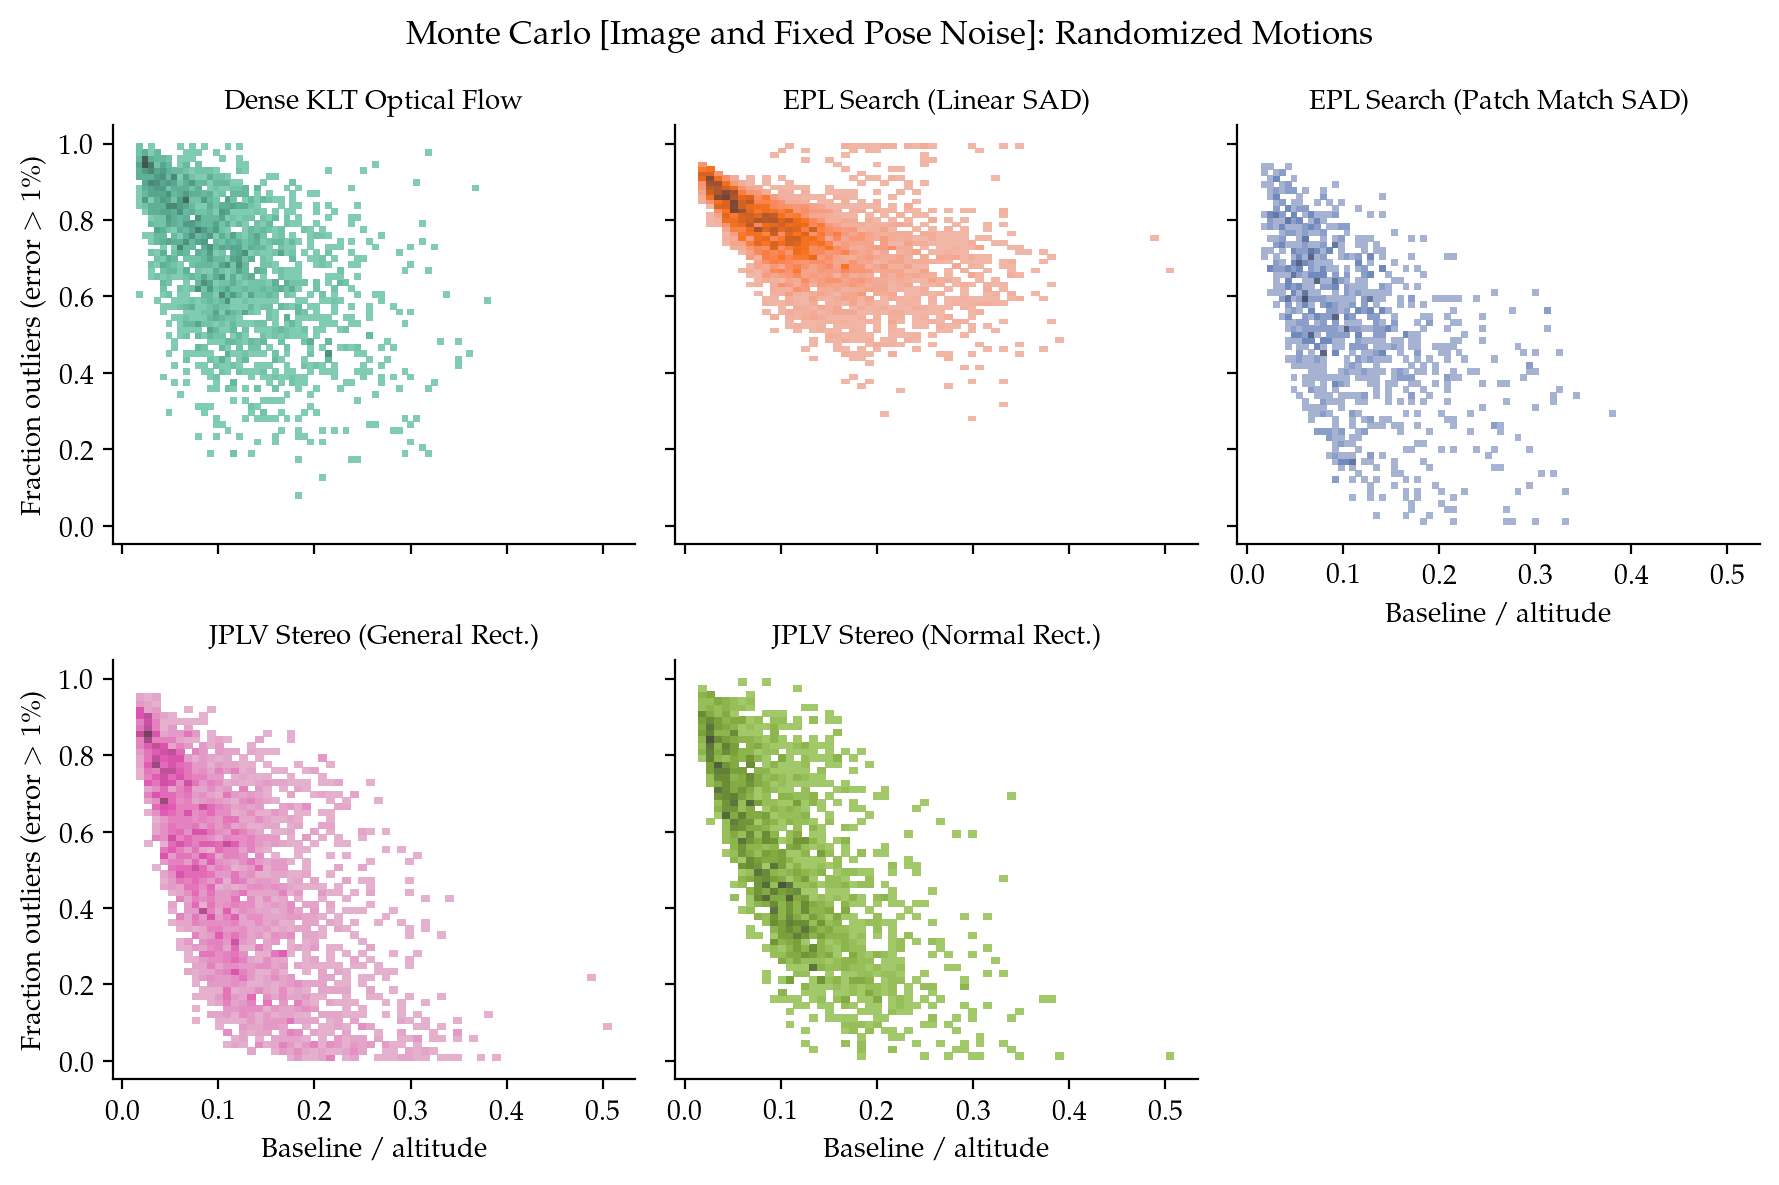 Monte Carlo [Image and Fixed Pose Noise]: Randomized Motions
Dense KLT Optical Flow
EPL Search (Linear SAD)
EPL Search (Patch Match SAD)
Fraction outliers (error > 1%)
1.0
0.8
0.6
0.4
0.2
0.0
0.0 0.1 0.2 0.3 0.4 0.5
Baseline / altitude
JPLV Stereo (General Rect.)
JPLV Stereo (Normal Rect.)
Fraction outliers (error > 1%)
1.0
0.8
0.6
0.4
0.2
0.0
0.0 0.1 0.2 0.3 0.4 0.5
Baseline / altitude
0.0 0.1 0.2 0.3 0.4 0.5
Baseline / altitude